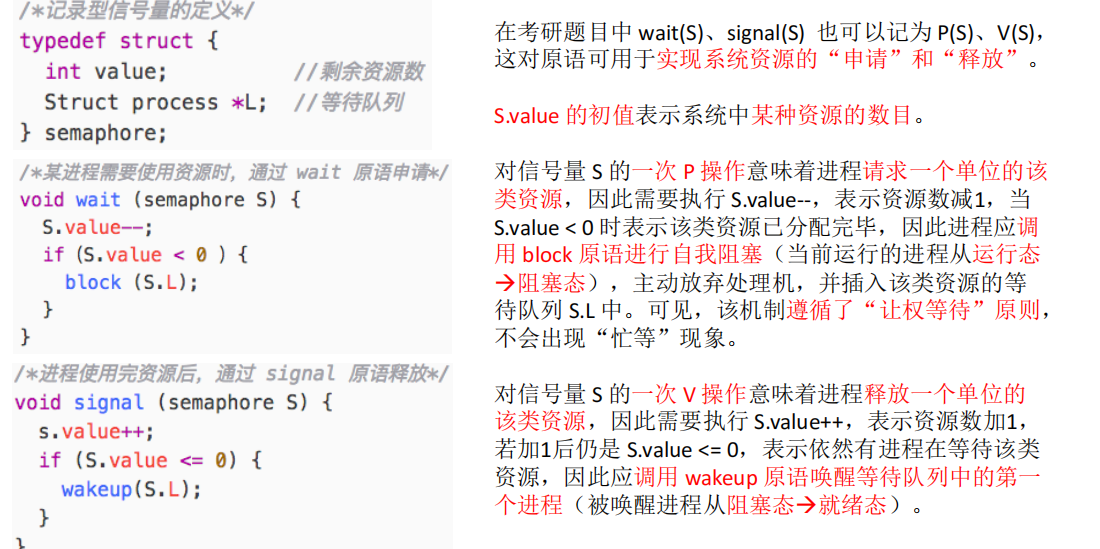 /*记录型信号量的定义*/
typedef struct {
int value; //剩余资源数
Struct process *L; //等待队列
} semaphore;
/*某进程需要使用资源时，通过 wait 原语申请*/
void wait (semaphore S) {
S.value--;
if (S.value < 0 ) {
block (S.L);
}
}
/*进程使用完资源后，通过 signal 原语释放*/
void signal (semaphore S) {
s.value++;
if (S.value <= 0) {
wakeup(S.L);
}
}
在考研题目中 wait(S)、signal(S) 也可以记为 P(S)、V(S)，
这对原语可用于实现系统资源的“申请”和“释放”。
S.value 的初值表示系统中某种资源的数目。
对信号量 S 的一次 P 操作意味着进程请求一个单位的该
类资源，因此需要执行 S.value--，表示资源数减1，当
S.value < 0 时表示该类资源已分配完毕，因此进程应调
用 block 原语进行自我阻塞（当前运行的进程从运行态
→阻塞态），主动放弃处理机，并插入该类资源的等
待队列 S.L 中。可见，该机制遵循了“让权等待”原则，
不会出现“忙等”现象。
对信号量 S 的一次 V 操作意味着进程释放一个单位的
该类资源，因此需要执行 S.value++，表示资源数加1，
若加1后仍是 S.value <= 0，表示依然有进程在等待该类
资源，因此应调用 wakeup 原语唤醒等待队列中的第一
个进程（被唤醒进程从阻塞态→就绪态）。